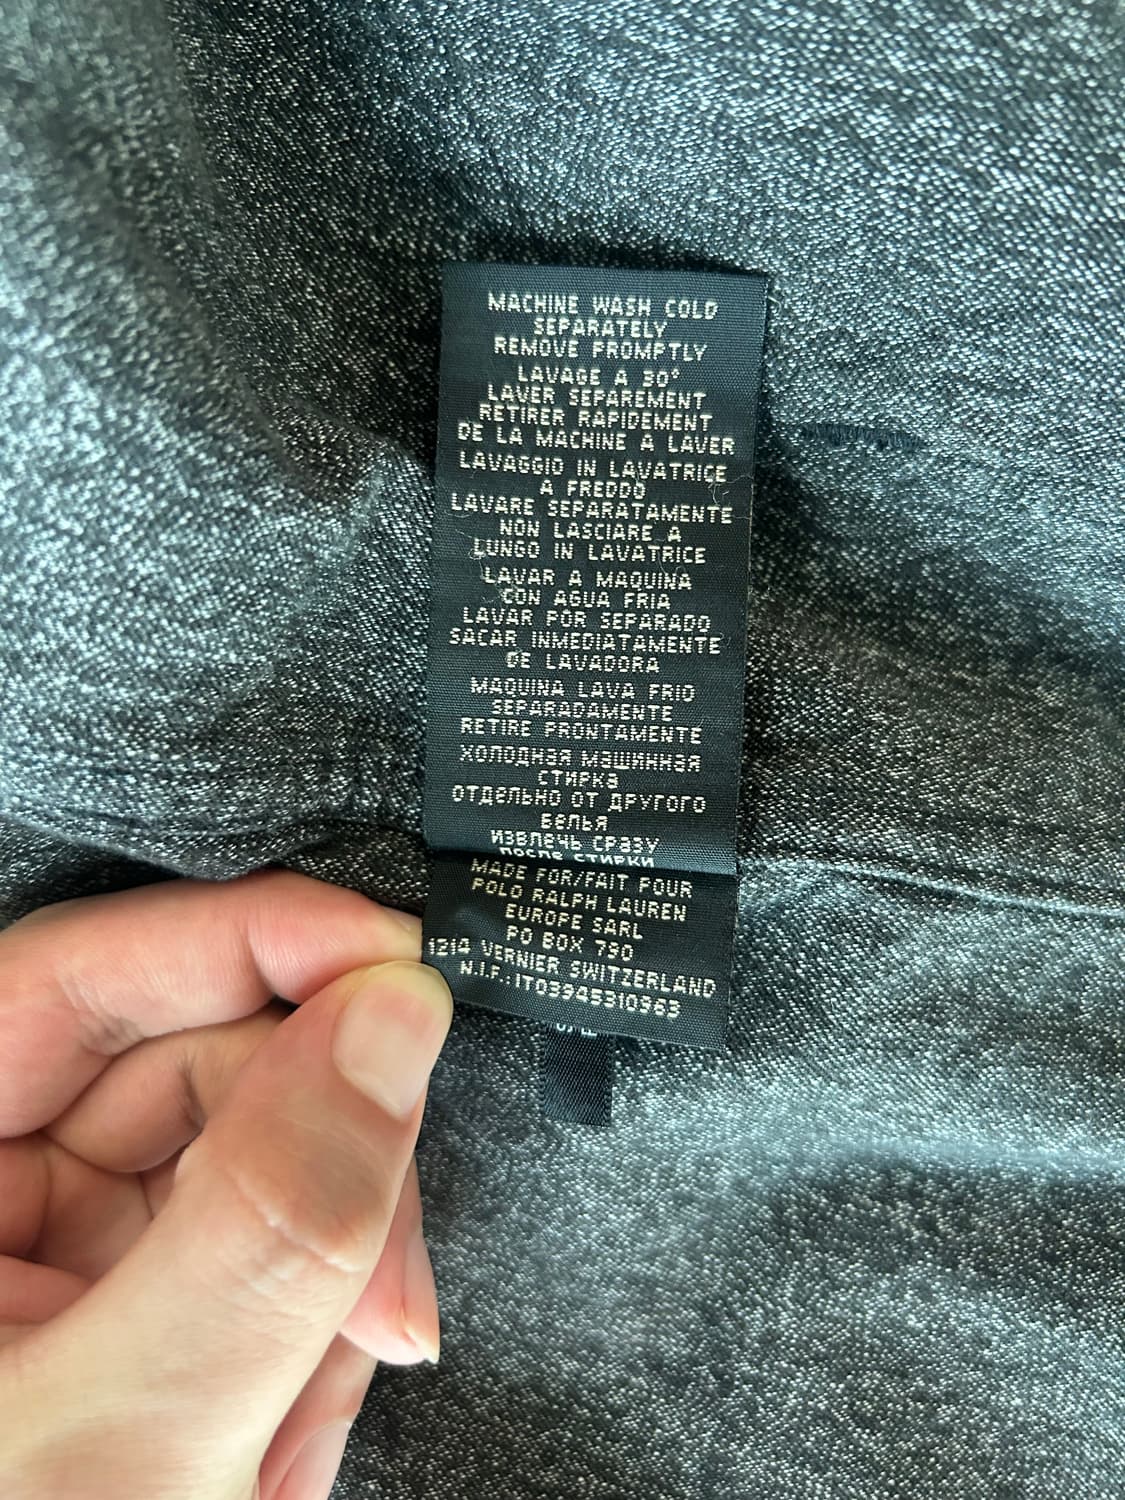 MACHINE WASH COLD
SEPARATELY
REMOVE PROMPTLY
LAVAGE A 30°
LAVER SEPAREMENT
RETIRER RAPIDEMENT
DE LA MACHINE A LAVER
LAVAGGIO IN LAVATRICE
A FREDDO
LAVARE SEPARATAMENTE
NON LASCIARE A
LUNGO IN LAVATRICE
LAVAR A MAQUINA
CON AGUA FRIA
LAVAR POR SEPARADO
SACAR INMEDIATAMENTE
DE LAVADORA
MAQUINA LAVA FRIO
SEPARADAMENTE
RETIRE PRONTAMENTE
ХОЛОДНАЯ МАШИННАЯ
СТИРКА
ОТДЕЛЬНО ОТ ДРУГОГО
БЕЛЬЯ
ИЗВЛЕЧЬ СРАЗУ
ПОСЛЕ СТИРКИ
MADE FOR/FAIT POUR
POLO RALPH LAUREN
EUROPE SARL
PO BOX 790
1214 VERNIER SWITZERLAND
N.I.F.:IT03945310965